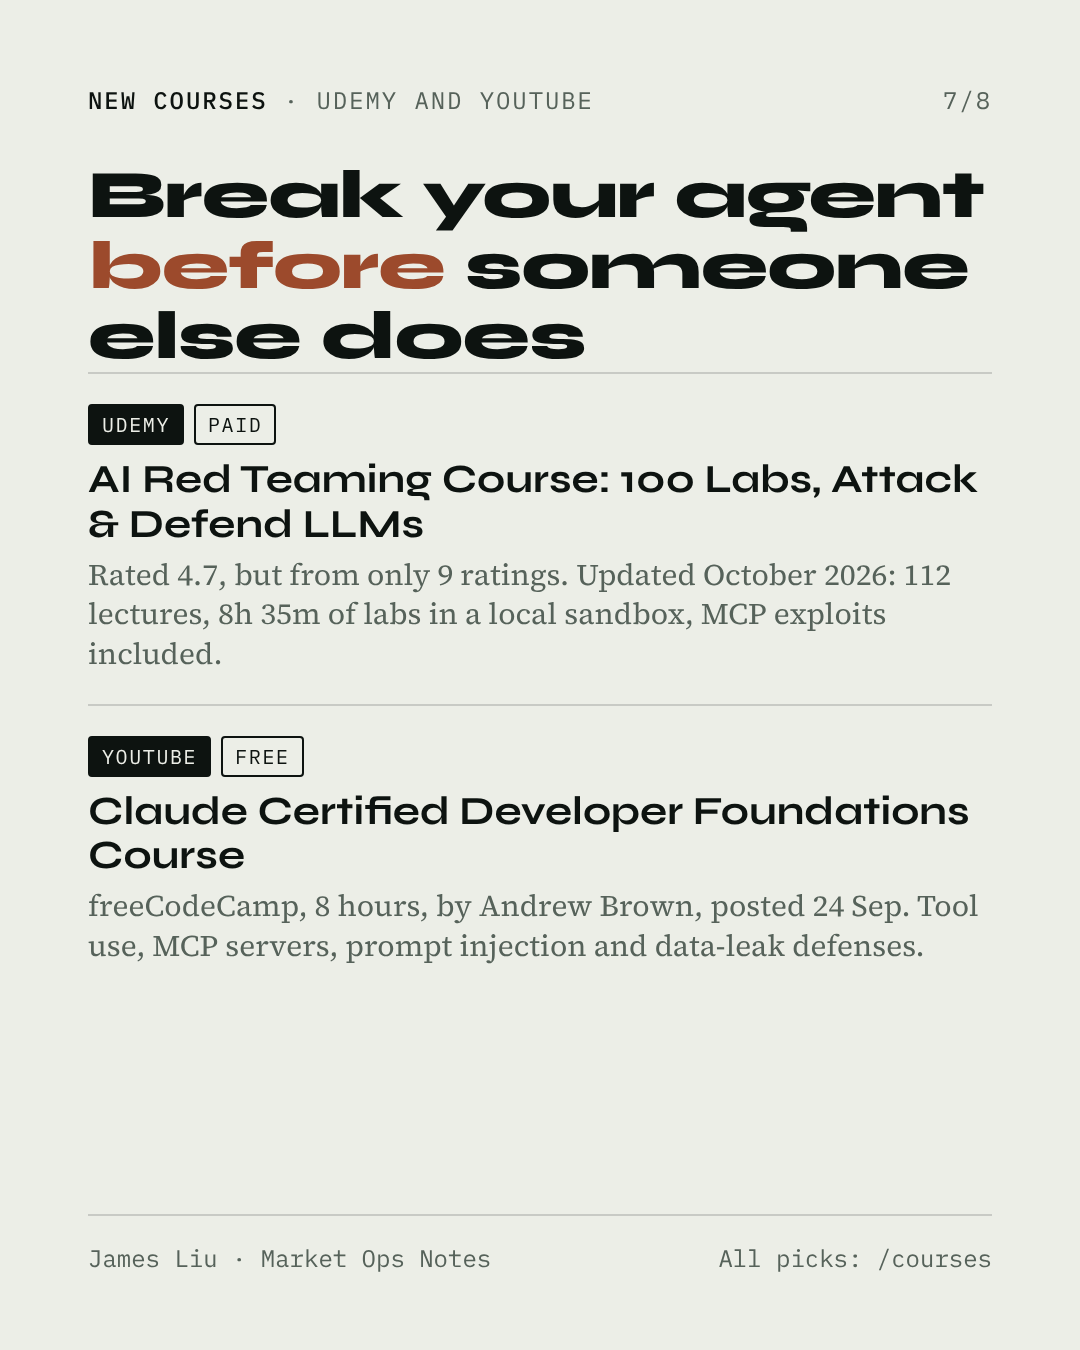 NEW COURSES · UDEMY AND YOUTUBE
7/8
Break your agent
before someone
else does
UDEMY
PAID
AI Red Teaming Course: 100 Labs, Attack
& Defend LLMs
Rated 4.7, but from only 9 ratings. Updated October 2026: 112
lectures, 8h 35m of labs in a local sandbox, MCP exploits
included.
YOUTUBE
FREE
Claude Certified Developer Foundations
Course
freeCodeCamp, 8 hours, by Andrew Brown, posted 24 Sep. Tool
use, MCP servers, prompt injection and data-leak defenses.
James Liu · Market Ops Notes
All picks: /courses